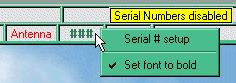 Serial Numbers disabled
Antenna ###
Serial # setup
Set font to bold